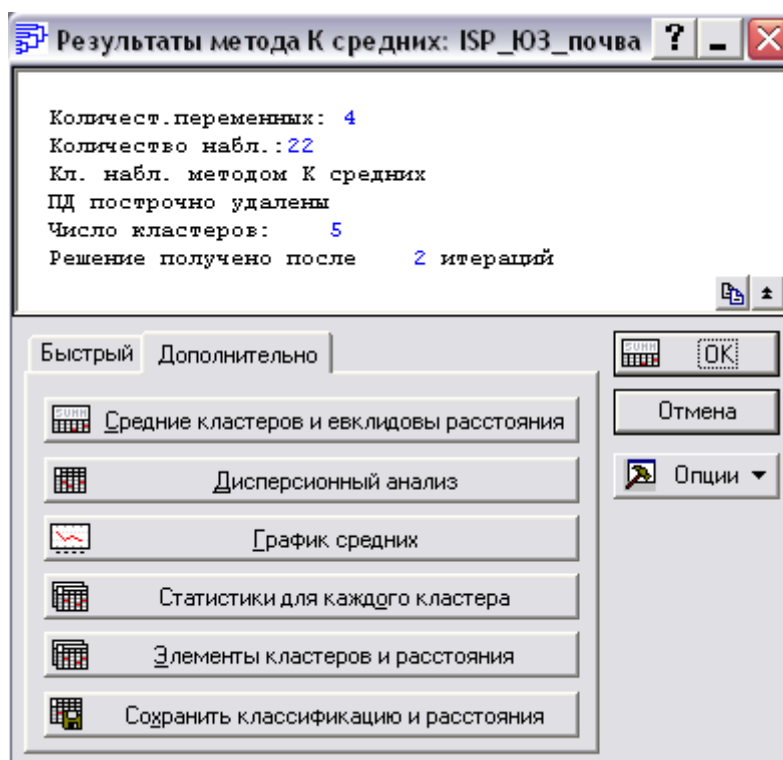 Результаты метода К средних: ISP_ЮЗ_почва
Количест.переменных: 4
Количество набл.:22
Кл. набл. методом К средних
ПД построчно удалены
Число кластеров: 5
Решение получено после 2 итераций
Быстрый Дополнительно
OK
Средние кластеров и евклидовы расстояния
Отмена
Дисперсионный анализ
Опции
График средних
Статистики для каждого кластера
Элементы кластеров и расстояния
Сохранить классификацию и расстояния